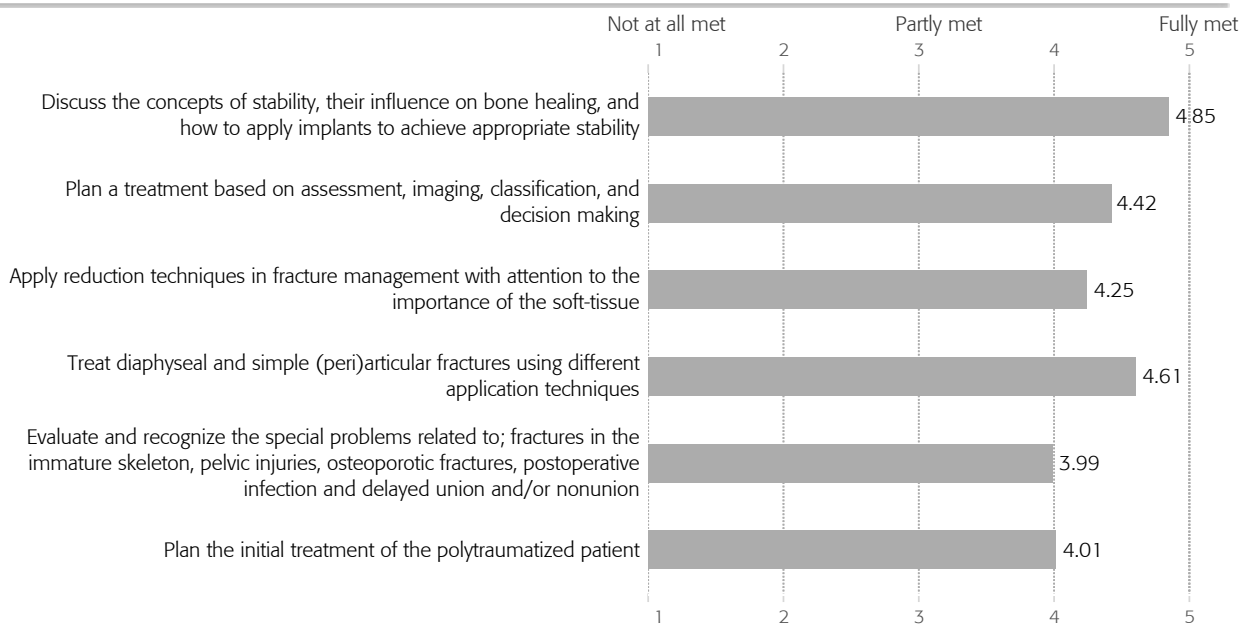 Not at all met Partly met Fully met
1 2 3 4 5
Discuss the concepts of stability, their influence on bone healing, and
how to apply implants to achieve appropriate stability
4.85
Plan a treatment based on assessment, imaging, classification, and
decision making
4.42
Apply reduction techniques in fracture management with attention to the
importance of the soft-tissue
4.25
Treat diaphyseal and simple (peri)articular fractures using different
application techniques
4.61
Evaluate and recognize the special problems related to; fractures in the
immature skeleton, pelvic injuries, osteoporotic fractures, postoperative
infection and delayed union and/or nonunion
3.99
Plan the initial treatment of the polytraumatized patient
4.01
1 2 3 4 5